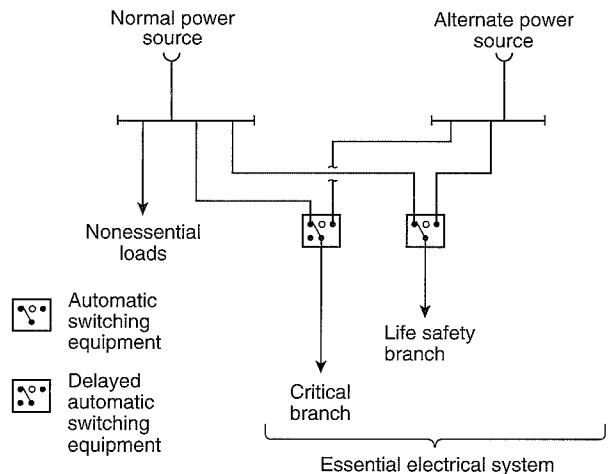 Normal power
source
Alternate power
source
Nonessential
loads
Automatic
switching
equipment
Life safety
branch
Delayed
automatic
switching
equipment
Critical
branch
Essential electrical system